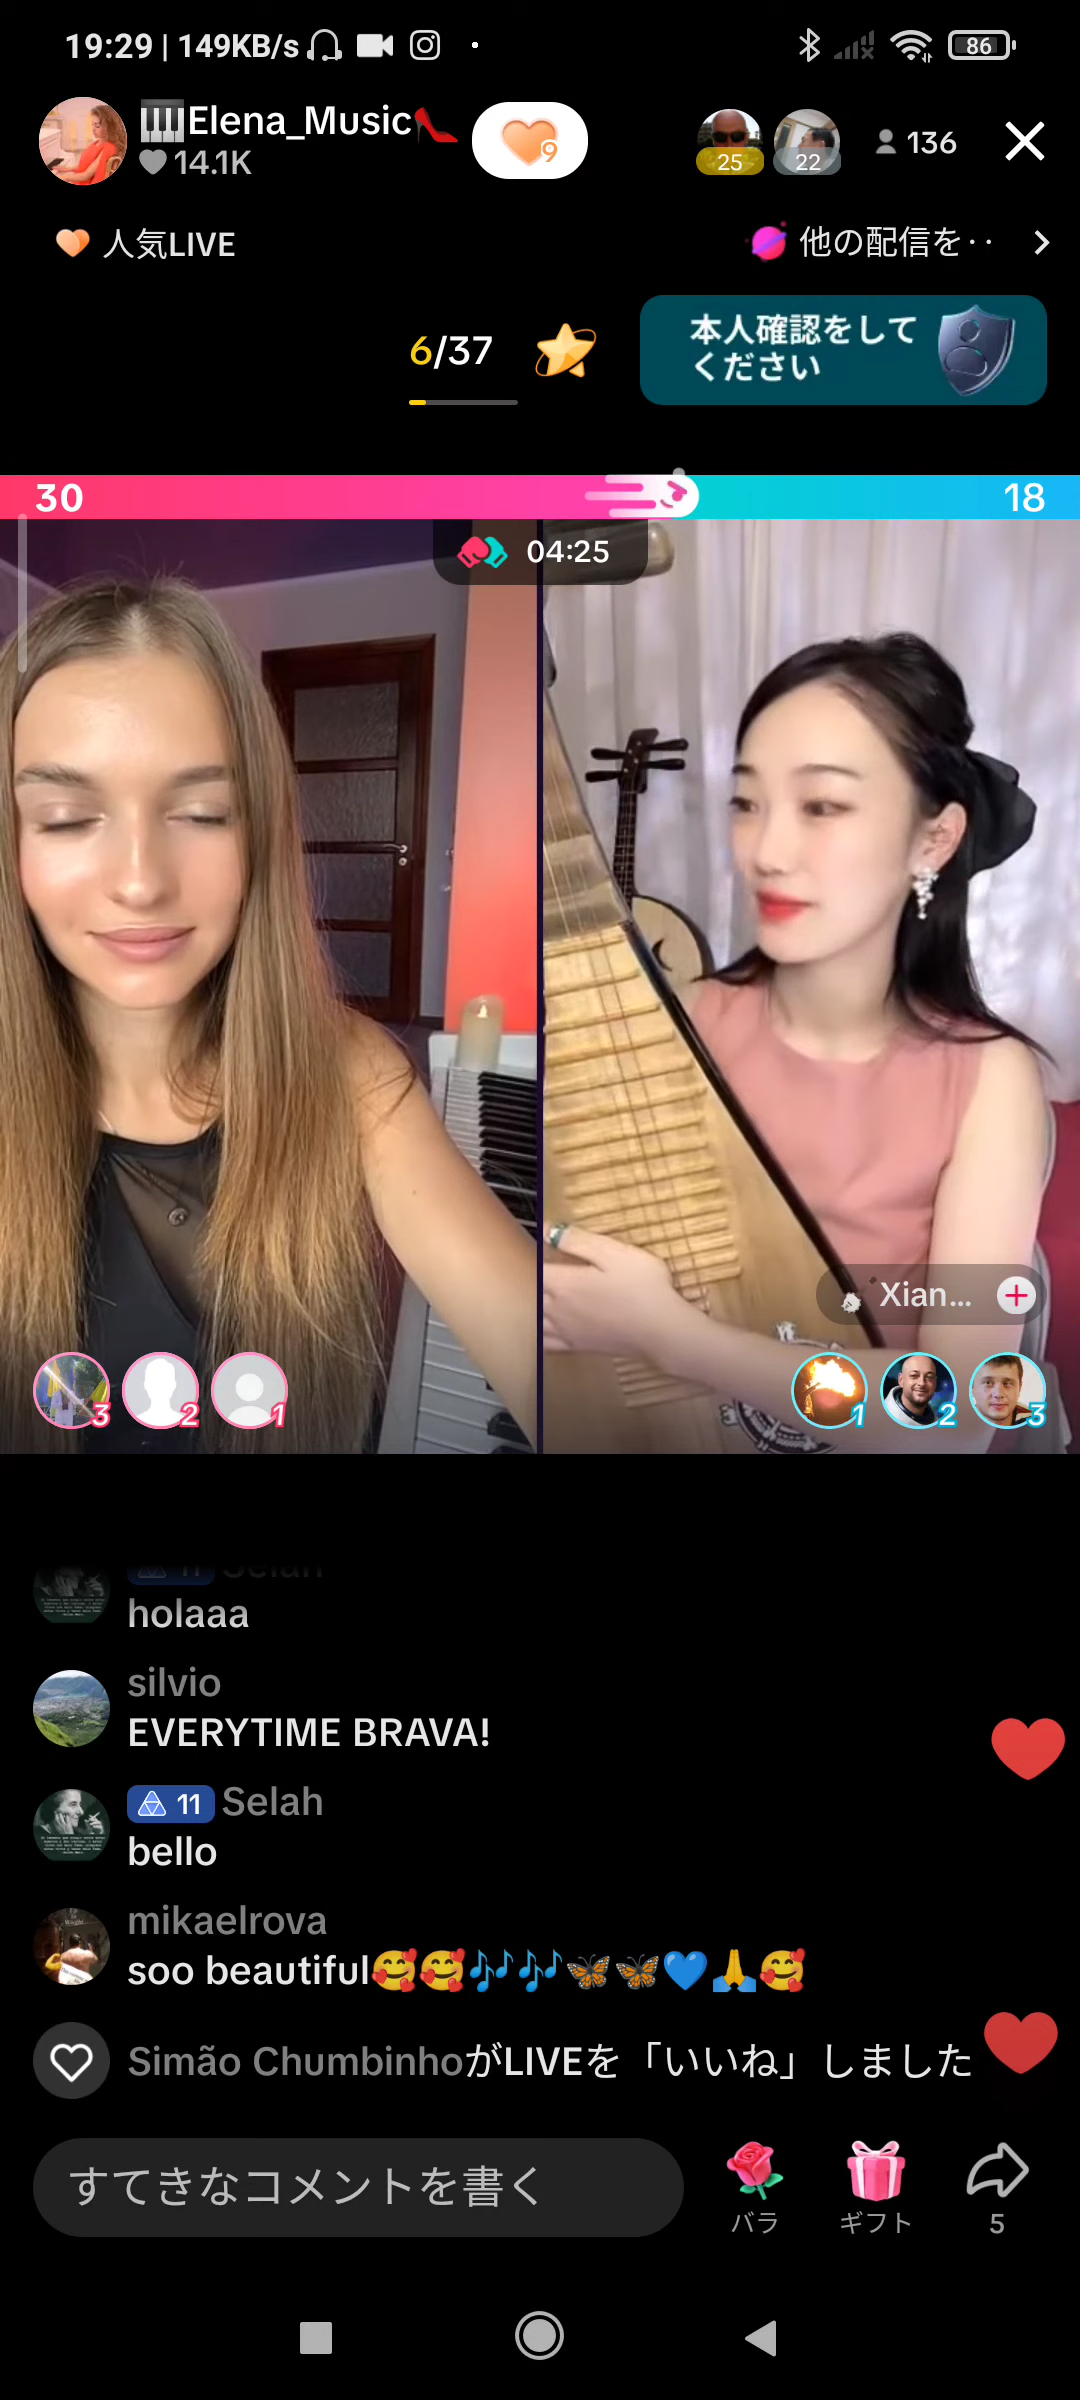 19:29 | 149KB/s
86
Elena_Music
14.1K
9
25
22
136
人気LIVE
他の配信を‥
6/37
本人確認をして
ください
30
18
04:25
Xian...
3
2
1
1
2
3
11 Selah
holaaa
silvio
EVERYTIME BRAVA!
11 Selah
bello
mikaelrova
soo beautiful🥰🥰🎶🎶🦋🦋💙🙏🥰
Simão ChumbinhoがLIVEを「いいね」しました
すてきなコメントを書く
バラ
ギフト
5